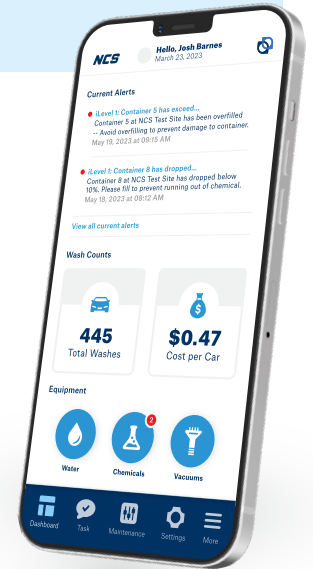 NCS
Hello, Josh Barnes
March 23, 2023
Current Alerts
iLevel 1: Container 5 has exceed...
Container 5 at NCS Test Site has been overfilled
-- Avoid overfilling to prevent damage to container.
May 19, 2023 at 09:15 AM
iLevel 1: Container 8 has dropped...
Container 8 at NCS Test Site has dropped below
10%. Please fill to prevent running out of chemical.
May 18, 2023 at 08:12 AM
View all current alerts
Wash Counts
445
Total Washes
$
$0.47
Cost per Car
Equipment
2
Water
Chemicals
Vacuums
Dashboard
Task
Maintenance
Settings
More